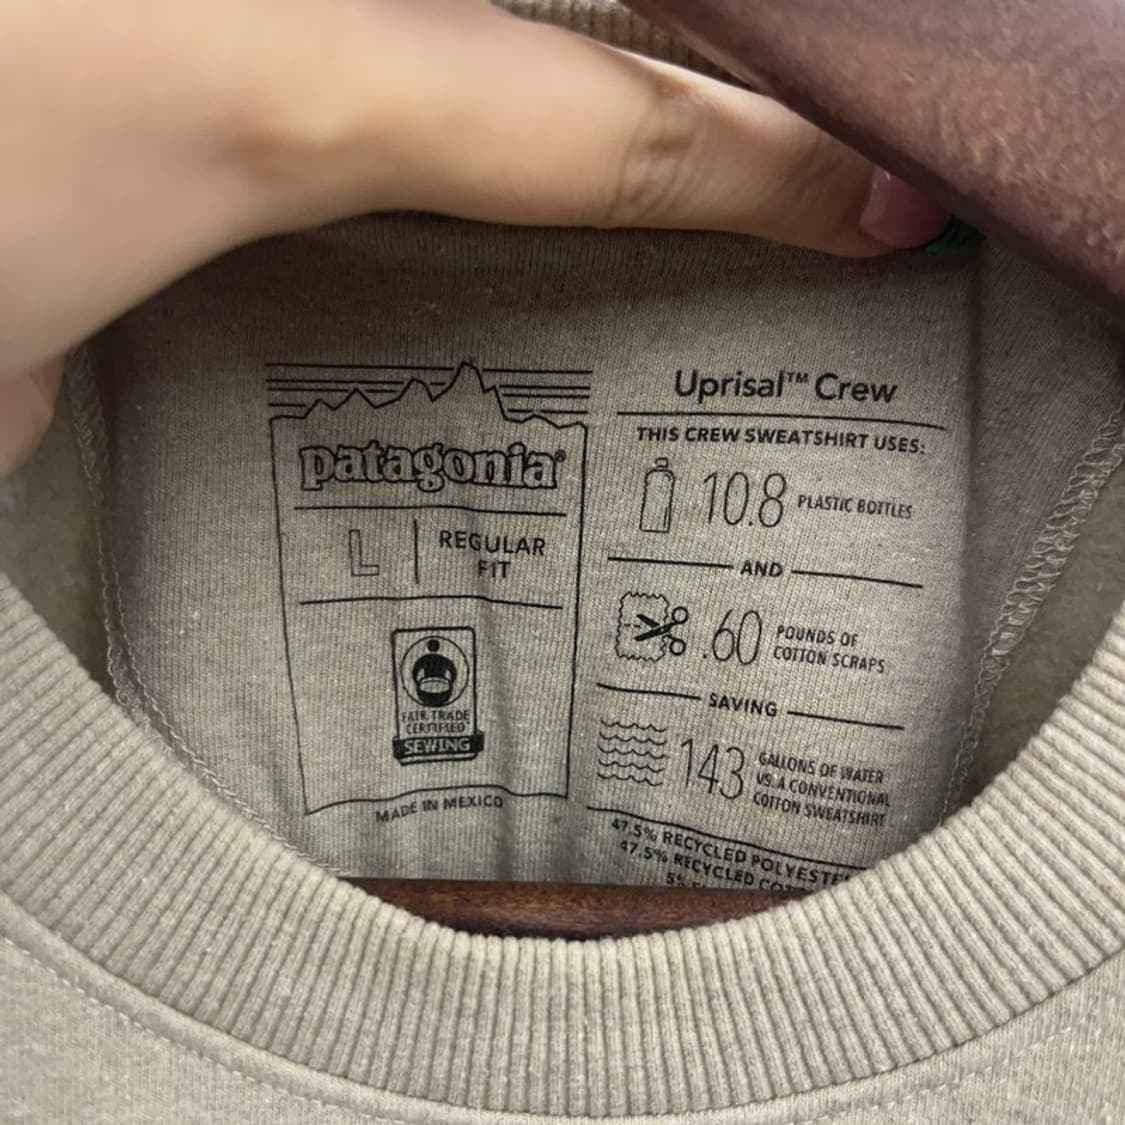 patagonia®
L
REGULAR
FIT
FAIR TRADE
CERTIFIED
SEWING
MADE IN MEXICO
Uprisal™ Crew
THIS CREW SWEATSHIRT USES:
10.8 PLASTIC BOTTLES
AND
.60 POUNDS OF
COTTON SCRAPS
SAVING
143 GALLONS OF WATER
VS. A CONVENTIONAL
COTTON SWEATSHIRT
47.5% RECYCLED POLYESTER
47.5% RECYCLED
5%